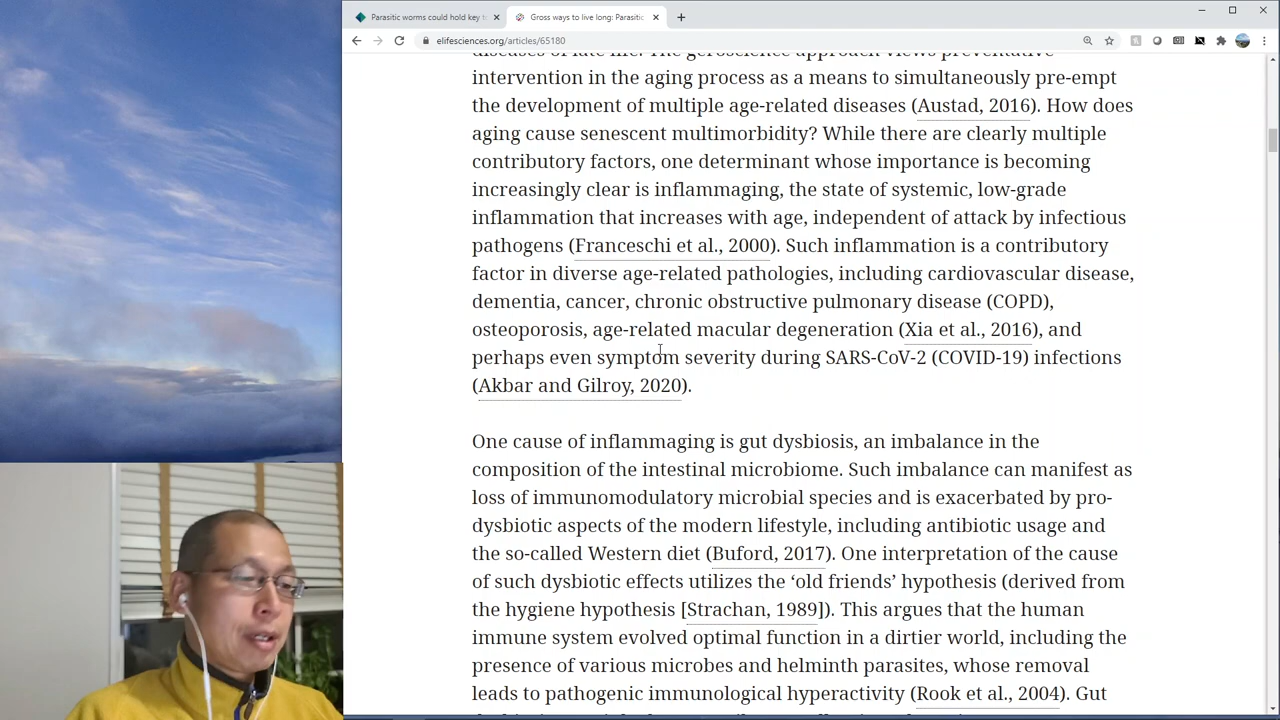 Parasitic worms could hold key t
Gross ways to live long: Parasitic
elifesciences.org/articles/65180
diseases of late life. The geroscience approach views preventative
intervention in the aging process as a means to simultaneously pre-empt
the development of multiple age-related diseases (Austad, 2016). How does
aging cause senescent multimorbidity? While there are clearly multiple
contributory factors, one determinant whose importance is becoming
increasingly clear is inflammaging, the state of systemic, low-grade
inflammation that increases with age, independent of attack by infectious
pathogens (Franceschi et al., 2000). Such inflammation is a contributory
factor in diverse age-related pathologies, including cardiovascular disease,
dementia, cancer, chronic obstructive pulmonary disease (COPD),
osteoporosis, age-related macular degeneration (Xia et al., 2016), and
perhaps even symptom severity during SARS-CoV-2 (COVID-19) infections
(Akbar and Gilroy, 2020).
One cause of inflammaging is gut dysbiosis, an imbalance in the
composition of the intestinal microbiome. Such imbalance can manifest as
loss of immunomodulatory microbial species and is exacerbated by pro-
dysbiotic aspects of the modern lifestyle, including antibiotic usage and
the so-called Western diet (Buford, 2017). One interpretation of the cause
of such dysbiotic effects utilizes the ‘old friends’ hypothesis (derived from
the hygiene hypothesis [Strachan, 1989]). This argues that the human
immune system evolved optimal function in a dirtier world, including the
presence of various microbes and helminth parasites, whose removal
leads to pathogenic immunological hyperactivity (Rook et al., 2004). Gut